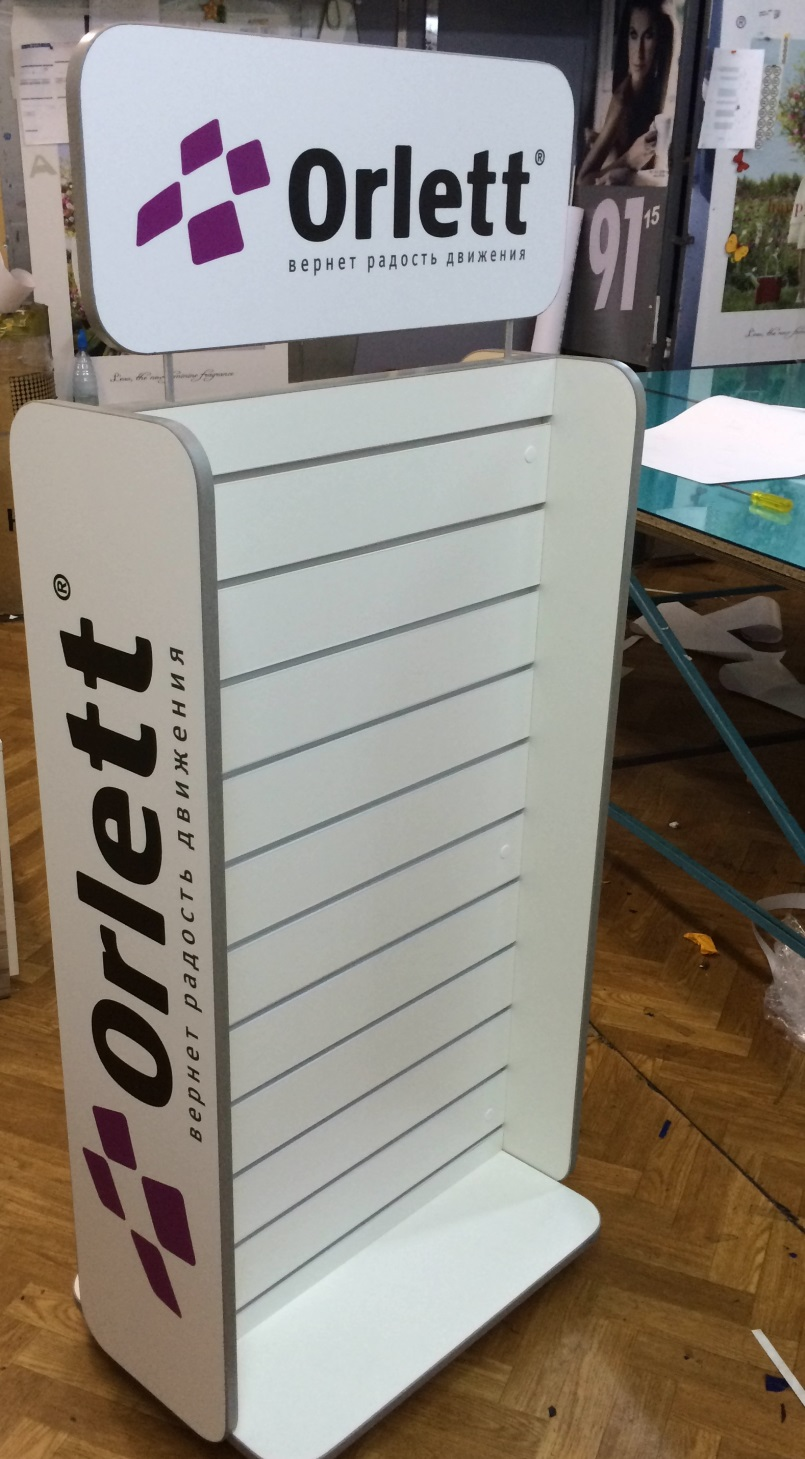 Orlett®
вернет радость движения
Orlett®
вернет радость движения
91 15
A